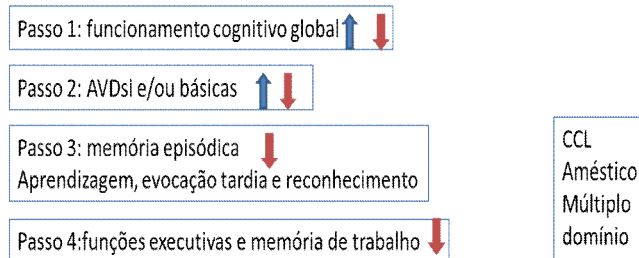 Passo 1: funcionamento cognitivo global
Passo 2: AVDsi e/ou básicas
Passo 3: memória episódica
Aprendizagem, evocação tardia e reconhecimento
Passo 4:funções executivas e memória de trabalho
CCL
Améstico
Múltiplo
domínio